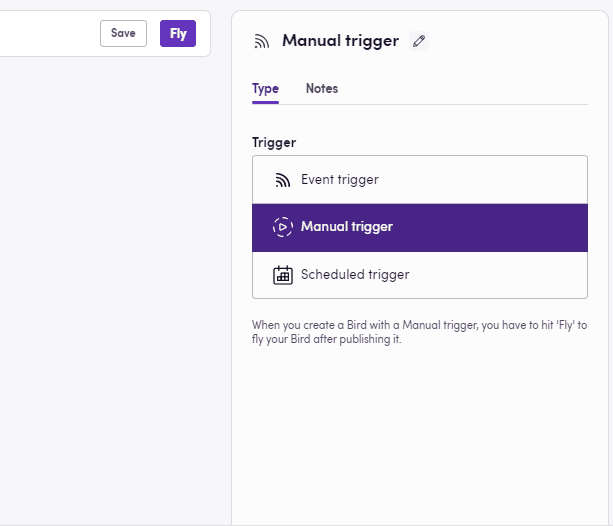 Save
Fly
Manual trigger
Type
Notes
Trigger
Event trigger
Manual trigger
Scheduled trigger
When you create a Bird with a Manual trigger, you have to hit 'Fly' to
fly your Bird after publishing it.